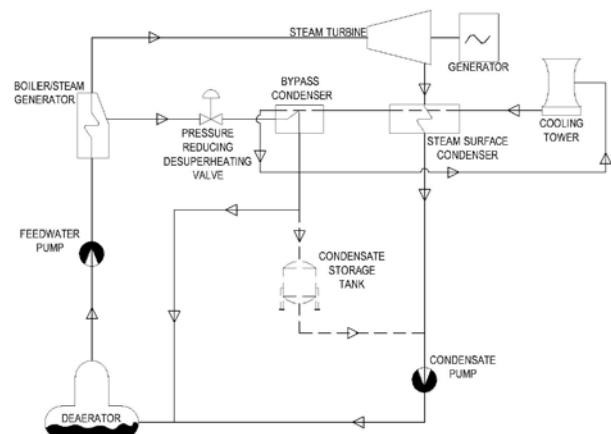 STEAM TURBINE
GENERATOR
BOILER/STEAM
GENERATOR
BYPASS
CONDENSER
PRESSURE
REDUCING
DESUPERHEATING
VALVE
STEAM SURFACE
CONDENSER
COOLING
TOWER
FEEDWATER
PUMP
CONDENSATE
STORAGE
TANK
CONDENSATE
PUMP
DEAERATOR